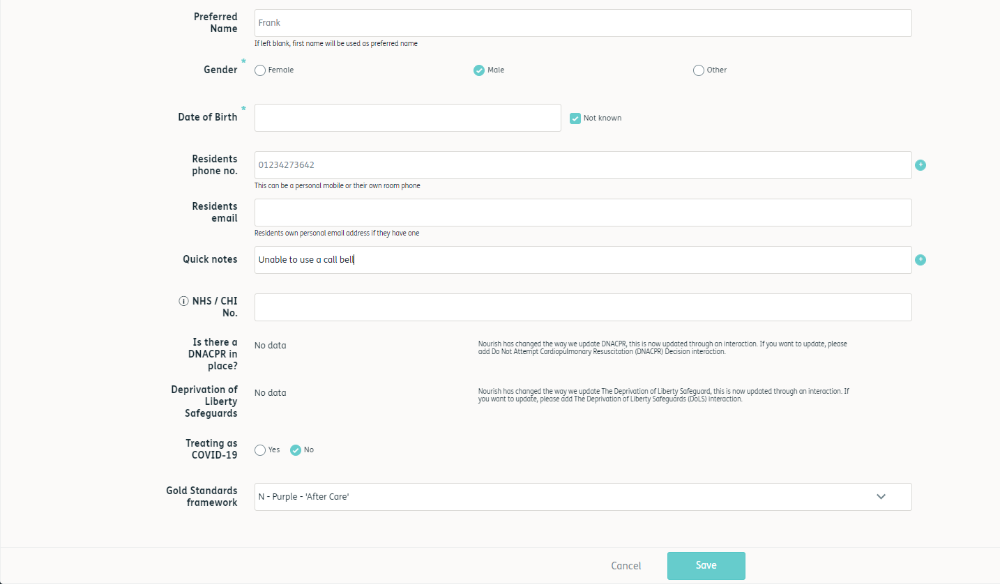 Preferred
Name
Frank
If left blank, first name will be used as preferred name
Gender *
Female
Male
Other
Date of Birth *
Not known
Residents
phone no.
01234273642
This can be a personal mobile or their own room phone
Residents
email
Residents own personal email address if they have one
Quick notes
Unable to use a call bell
NHS / CHI
No.
Is there a
DNACPR in
place?
No data
Nourish has changed the way we update DNACPR, this is now updated through an interaction. If you want to update, please
add Do Not Attempt Cardiopulmonary Resuscitation (DNACPR) Decision interaction.
Deprivation of
Liberty
Safeguards
No data
Nourish has changed the way we update The Deprivation of Liberty Safeguard, this is now updated through an interaction. If
you want to update, please add The Deprivation of Liberty Safeguards (DoLS) interaction.
Treating as
COVID-19
Yes
No
Gold Standards
framework
N - Purple - 'After Care'
Cancel
Save